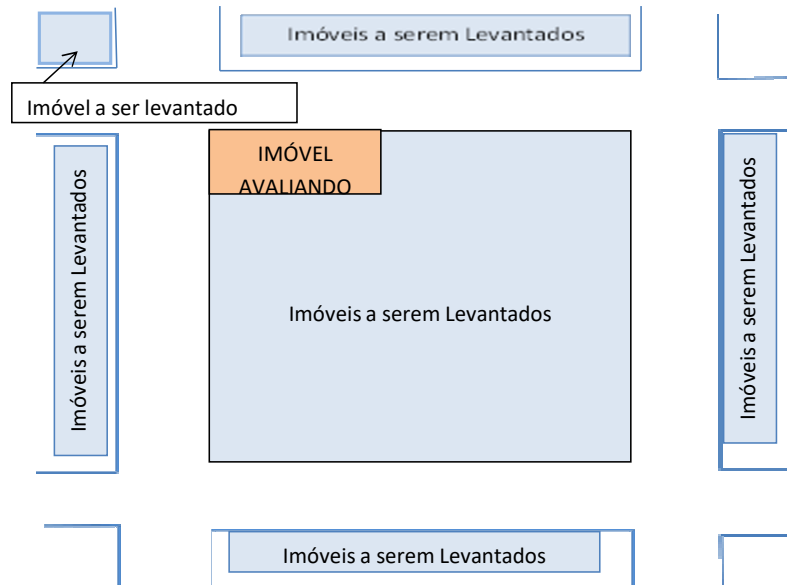 Imóveis a serem Levantados
Imóvel a ser levantado
IMÓVEL
AVALIANDO
Imóveis a serem Levantados
Imóveis a serem Levantados
Imóveis a serem Levantados
Imóveis a serem Levantados